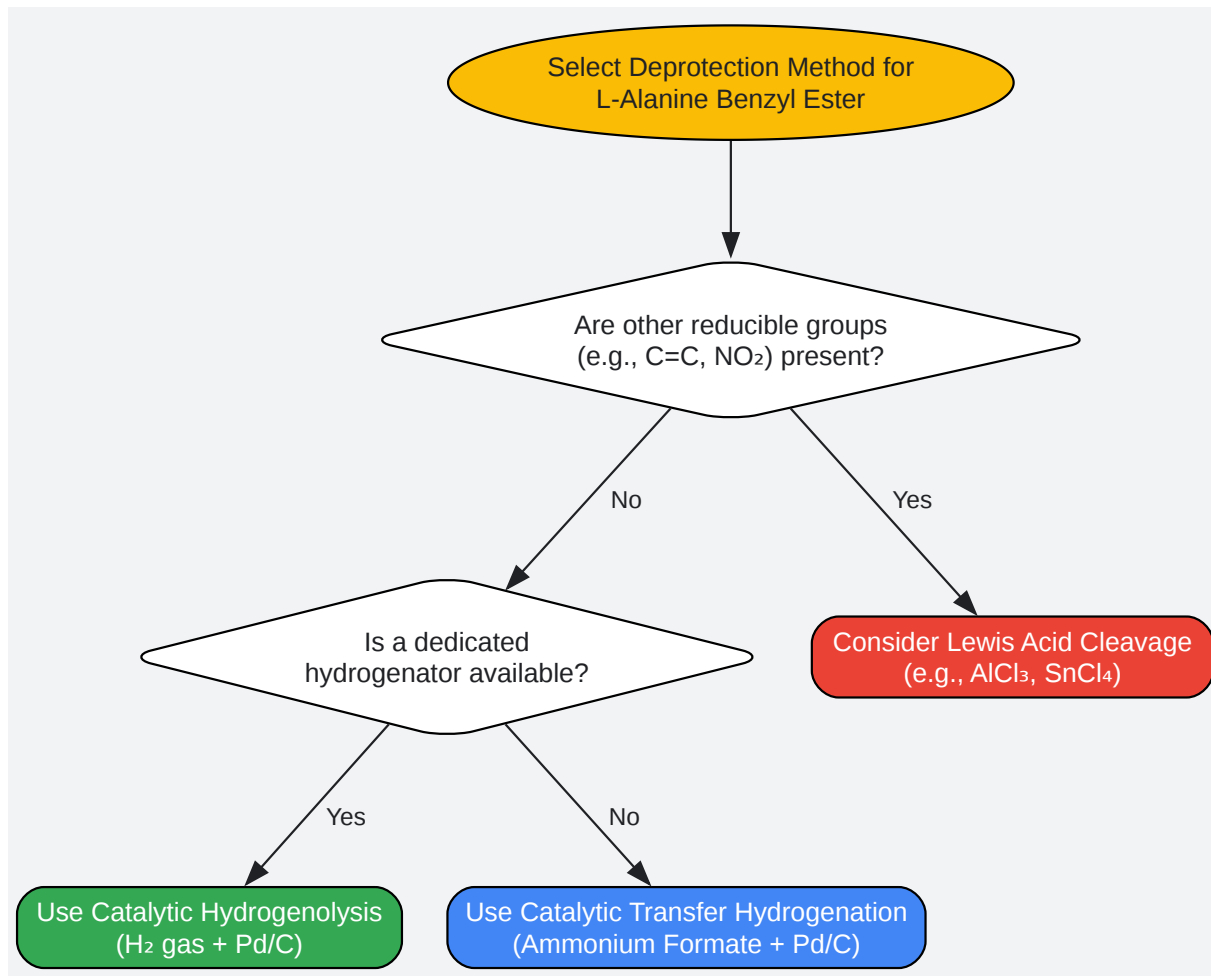 Select Deprotection Method for
L-Alanine Benzyl Ester
Are other reducible groups
(e.g., C=C, NO₂) present?
No
Yes
Is a dedicated
hydrogenator available?
Consider Lewis Acid Cleavage
(e.g., AlCl₃, SnCl₄)
Yes
No
Use Catalytic Hydrogenolysis
(H₂ gas + Pd/C)
Use Catalytic Transfer Hydrogenation
(Ammonium Formate + Pd/C)